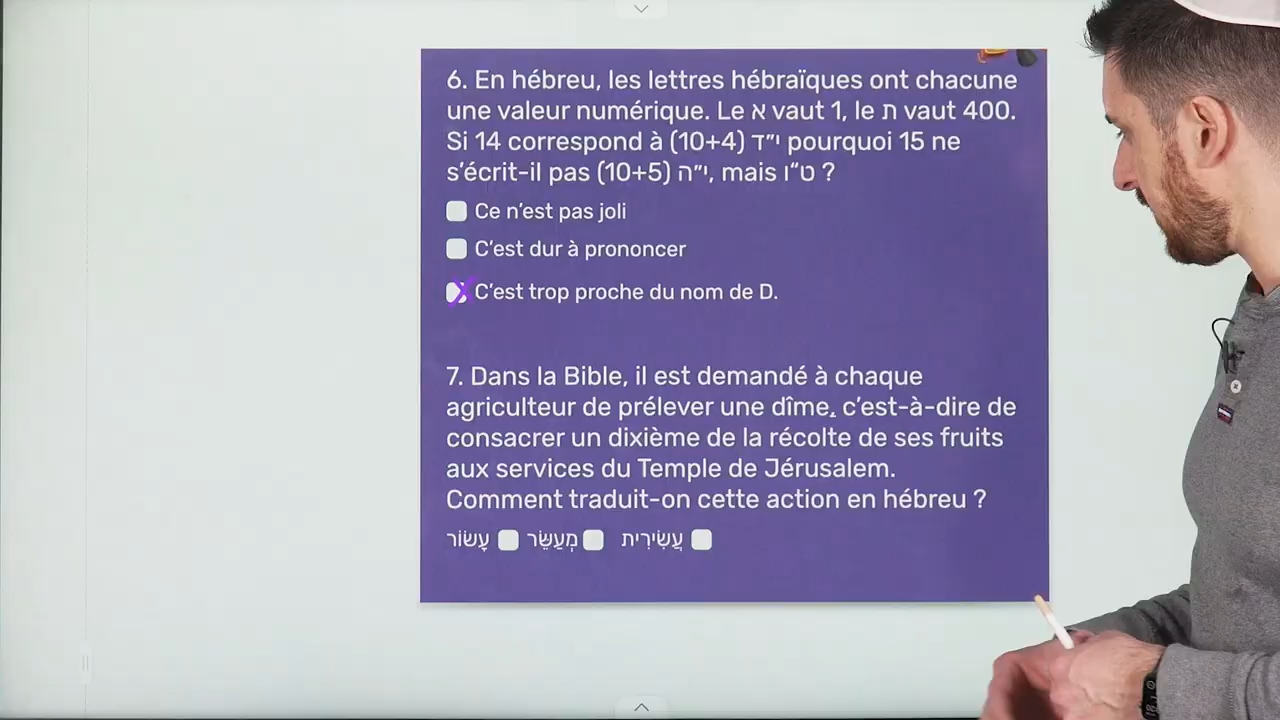 6. En hébreu, les lettres hébraïques ont chacune
une valeur numérique. Le א vaut 1, le ת vaut 400.
Si 14 correspond à (10+4) י״ד pourquoi 15 ne
s’écrit-il pas (10+5) י״ה, mais ט“ו ?
Ce n’est pas joli
C’est dur à prononcer
C’est trop proche du nom de D.
7. Dans la Bible, il est demandé à chaque
agriculteur de prélever une dîme, c’est-à-dire de
consacrer un dixième de la récolte de ses fruits
aux services du Temple de Jérusalem.
Comment traduit-on cette action en hébreu ?
עֲשִׂירִית מְעַשֵּׂר עָשׂוֹר